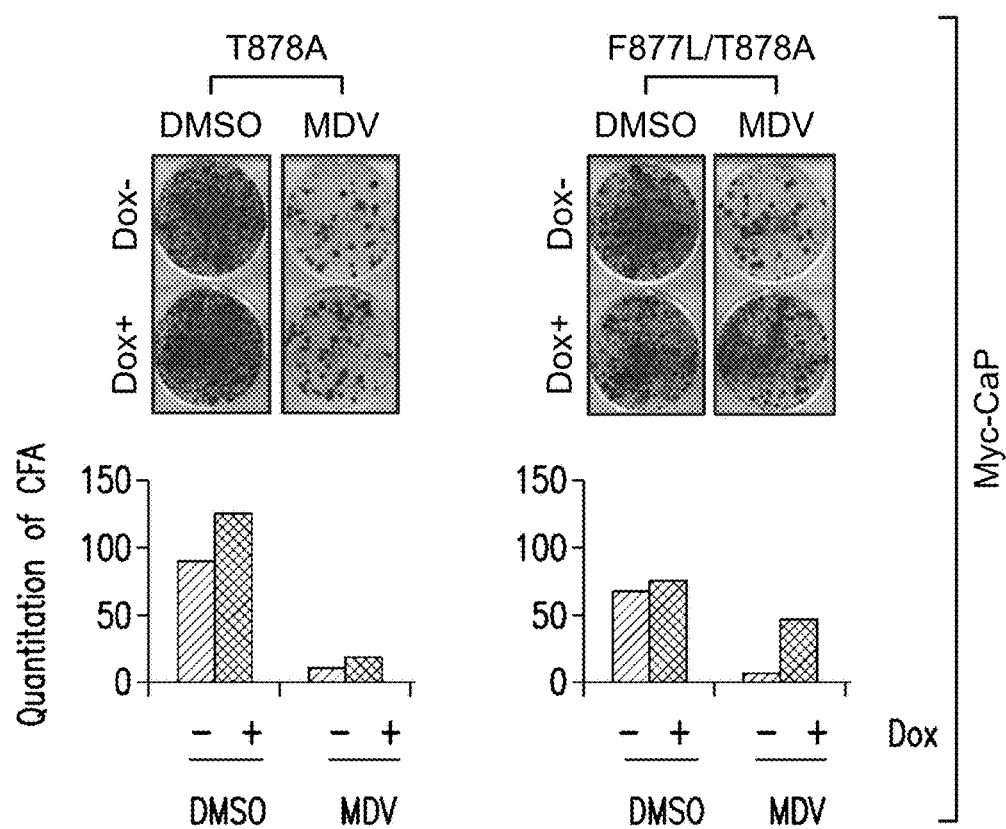 T878A
F877L/T878A
DMSO MDV
DMSO MDV
Dox-
Dox+
Dox-
Dox+
Myc-CaP
Quantitation of CFA
150
100
50
0
150
100
50
0
- + - +
- + - + Dox
DMSO MDV
DMSO MDV